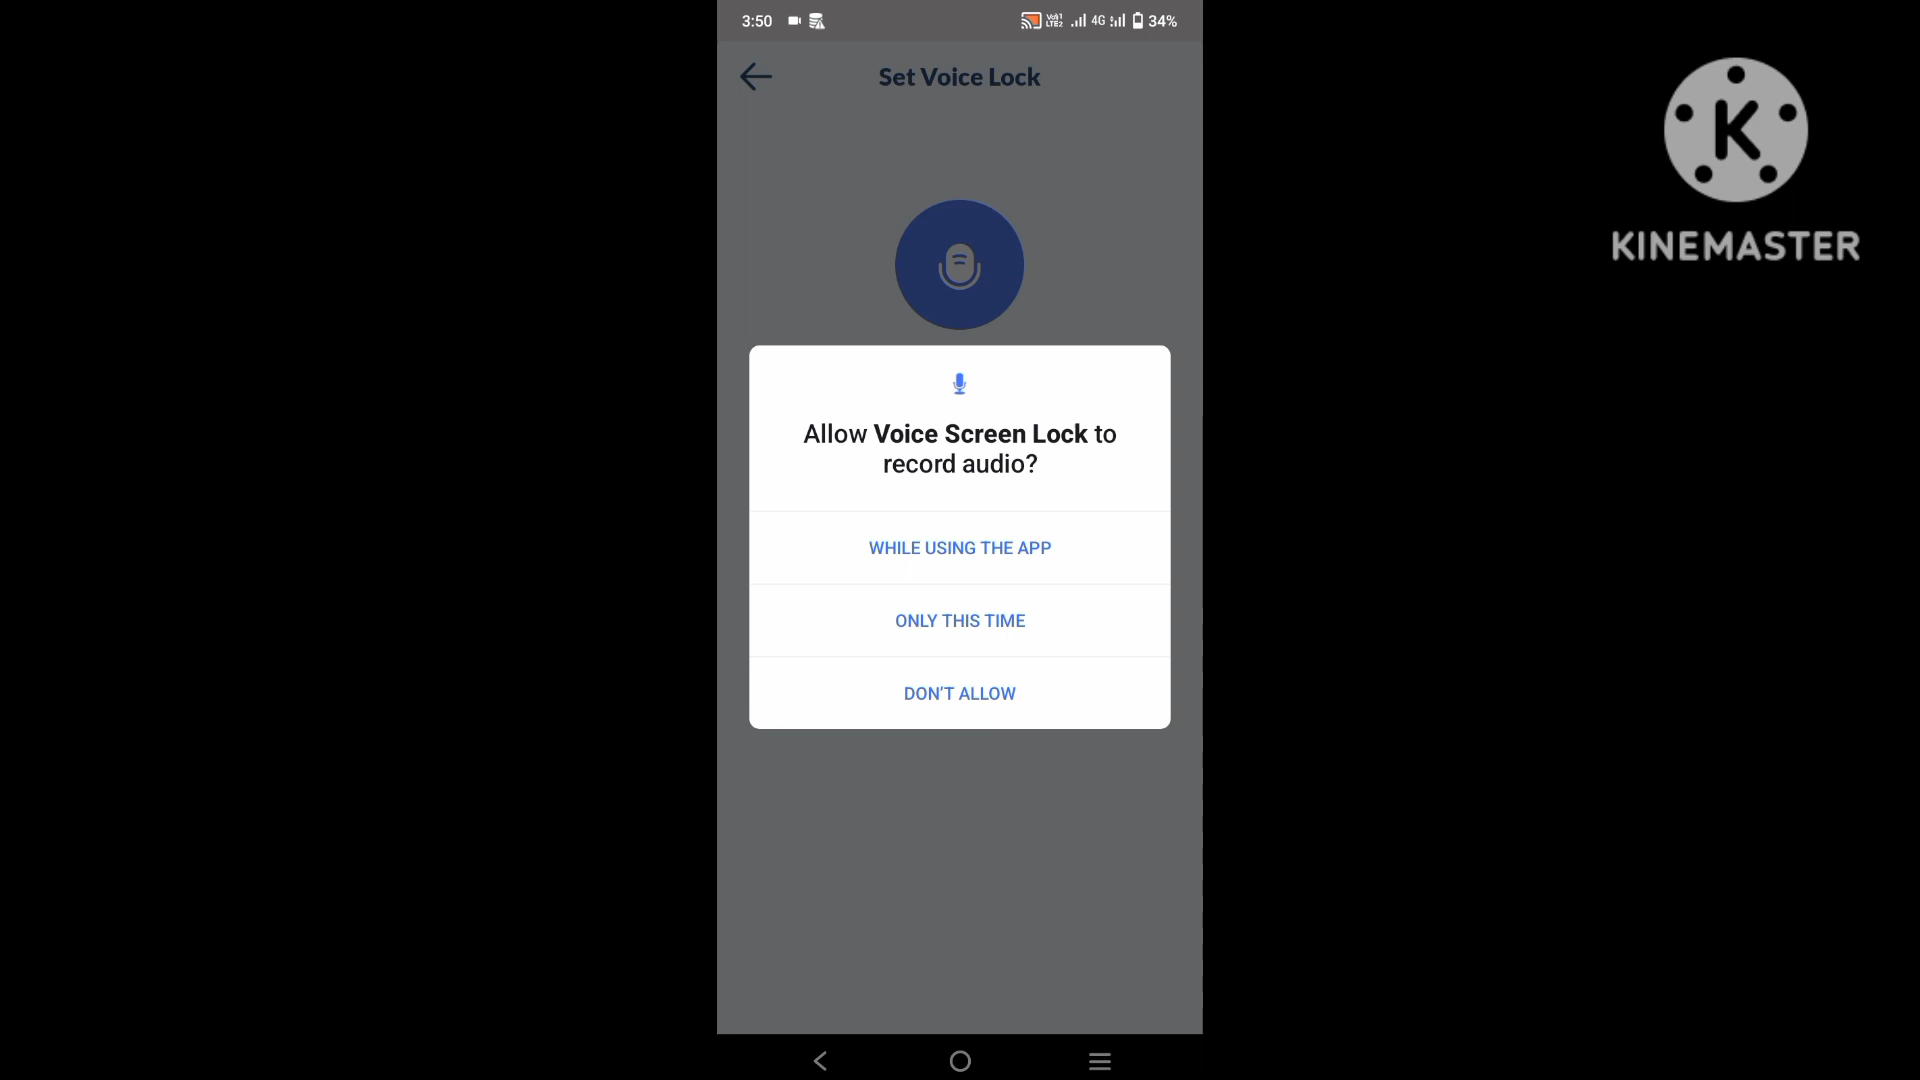 3:50
4G 34%
Set Voice Lock
K
KINEMASTER
Allow Voice Screen Lock to
record audio?
WHILE USING THE APP
ONLY THIS TIME
DON'T ALLOW